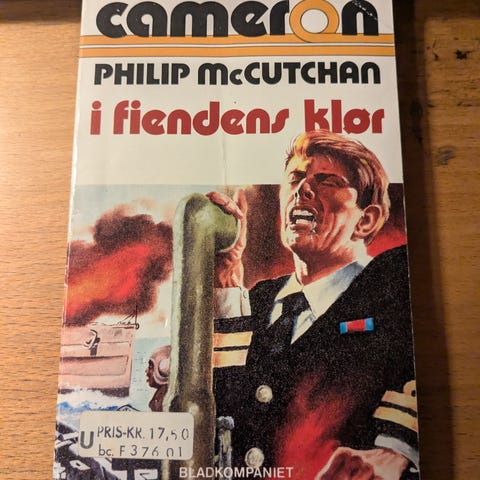 cameron
PHILIP McCUTCHAN
i fiendens klør
U PRIS-KR. 17,50
bc. F 376 01
BLADKOMPANIET